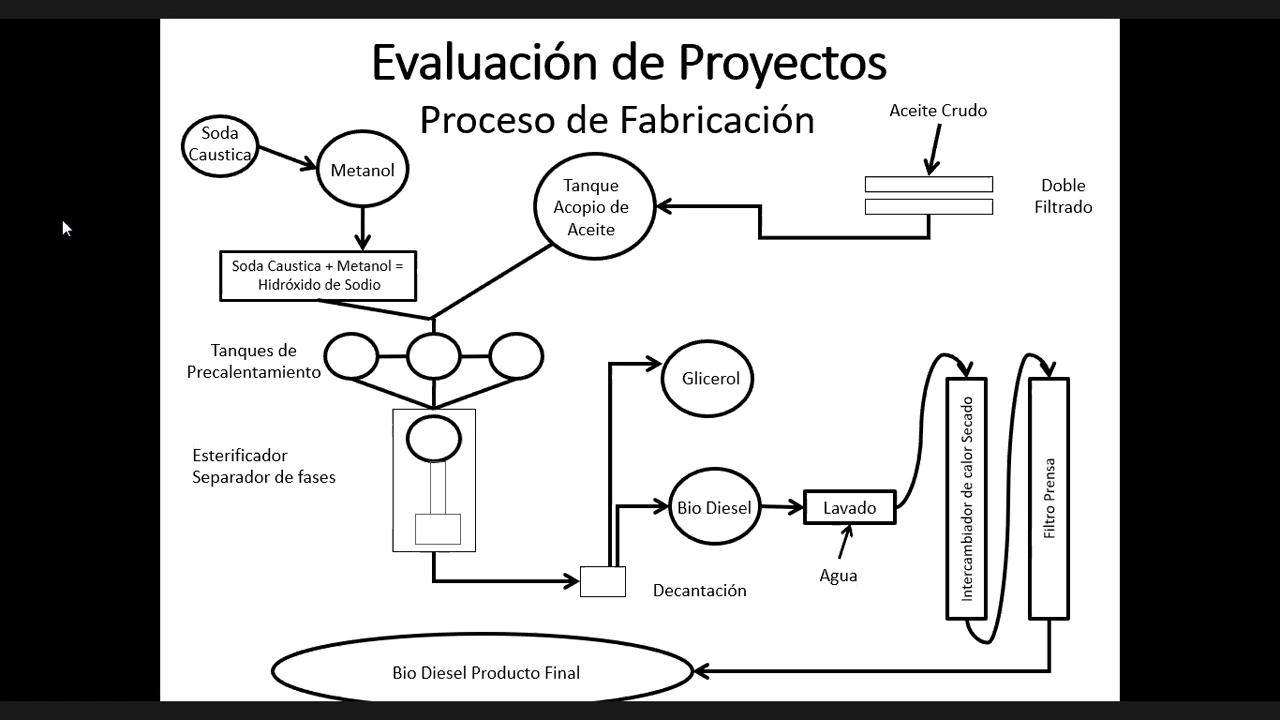 Evaluación de Proyectos
Proceso de Fabricación
Aceite Crudo
Soda
Caustica
Metanol
Tanque
Acopio de
Aceite
Doble
Filtrado
Soda Caustica + Metanol =
Hidróxido de Sodio
Tanques de
Precalentamiento
Glicerol
Esterificador
Separador de fases
Bio Diesel
Lavado
Agua
Decantación
Intercambiador de calor Secado
Filtro Prensa
Bio Diesel Producto Final